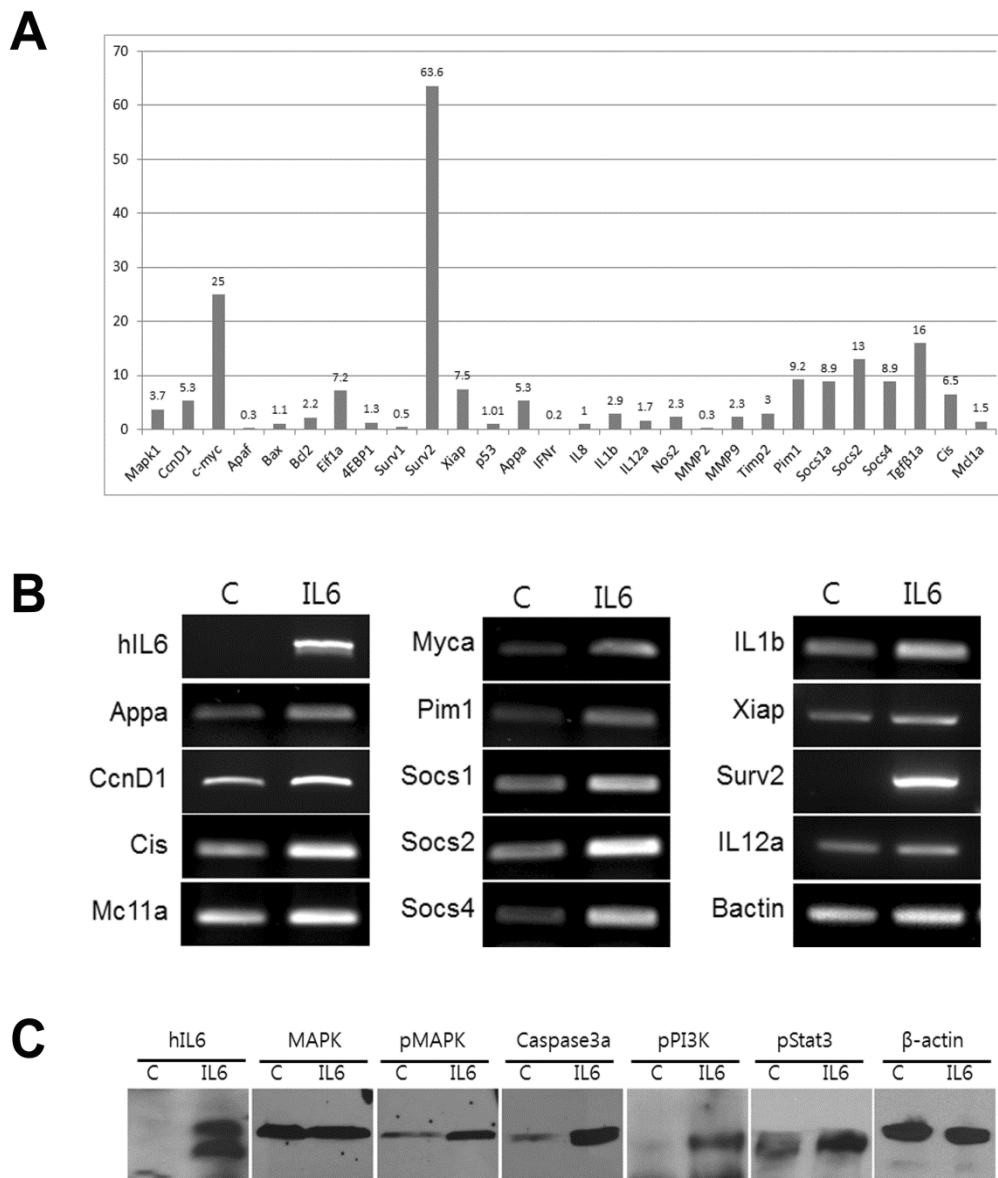 A
70
60
50
40
30
20
10
0
3.7 5.3 25 0.3 1.1 2.2 7.2 1.3 0.5 63.6 7.5 1.01 5.3 0.2 1 2.9 1.7 2.3 0.3 2.3 3 9.2 8.9 13 8.9 16 6.5 1.5
Mapk1 CcnD1 c-myc Apaf Bax Bcl2 Eif1a 4EBP1 Surv1 Surv2 Xiap p53 Appa IFNr IL8 IL1b IL12a Nos2 MMP2 MMP9 Timp2 Pim1 Socs1a Socs2 Socs4 Tgfβ1a Cis Mcl1a
B
C IL6
hIL6
Appa
CcnD1
Cis
Mc11a
C IL6
Myca
Pim1
Socs1
Socs2
Socs4
C IL6
IL1b
Xiap
Surv2
IL12a
Bactin
C
hIL6 MAPK pMAPK Caspase3a pPI3K pStat3 β-actin
C IL6 C IL6 C IL6 C IL6 C IL6 C IL6 C IL6